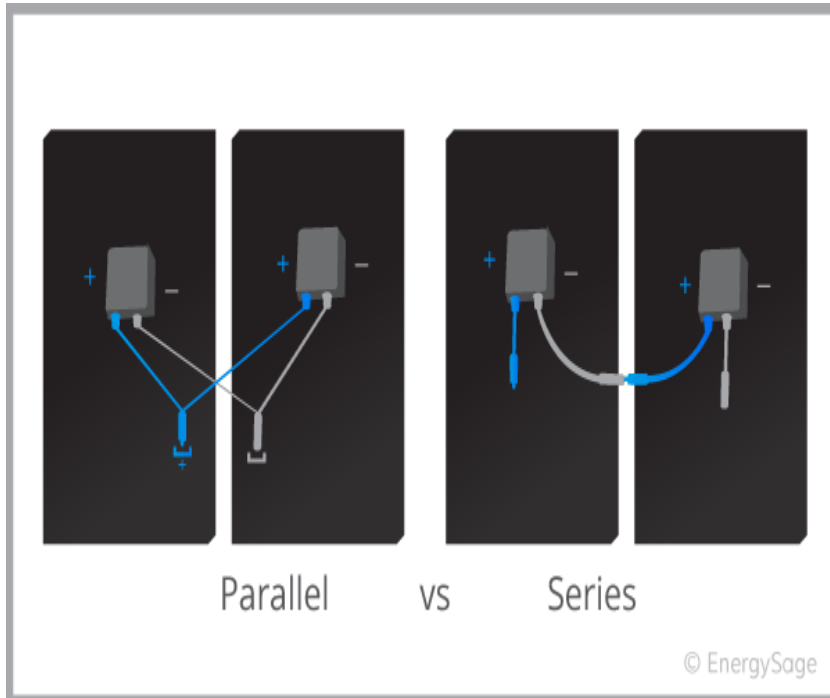 + − + − + − + −
+
Parallel vs Series
© EnergySage